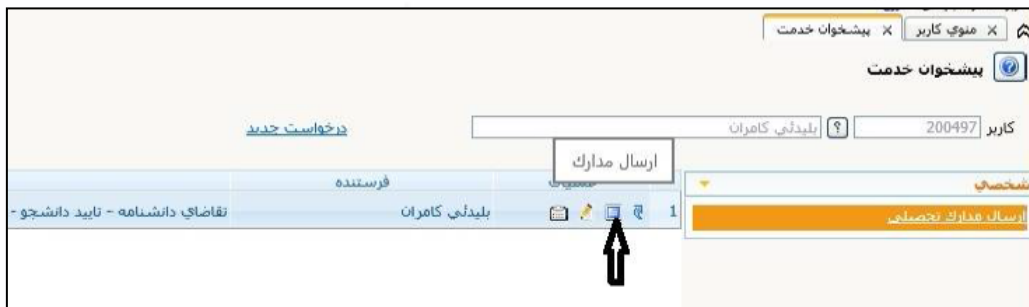 منوي كاربر × پيشخوان خدمت ×
پيشخوان خدمت
كاربر 200497 ؟ بليدئي كامران درخواست جديد
ارسال مدارك
شخصي
فرستنده
ارسال مدارك تحصيلي
1 بليدئي كامران تقاضاي دانشنامه - تاييد دانشجو -